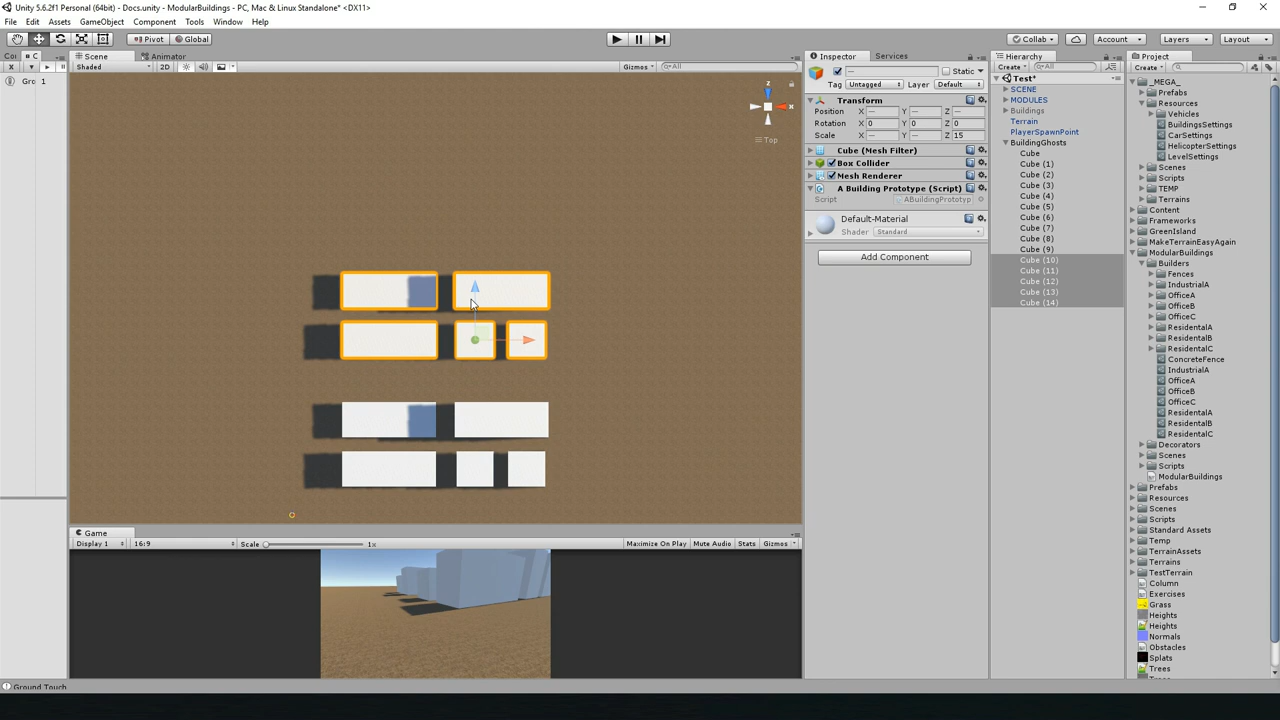 Unity 5.6.2f1 Personal (64bit) - Docs.unity - ModularBuildings - PC, Mac & Linux Standalone* <DX11>
File Edit Assets GameObject Component Tools Window Help
Pivot Global Collab Account Layers Layout
Scene Animator
Shaded 2D Gizmos All
Gro 1
z
x
Top
Inspector Services
Static
Tag Untagged Layer Default
Transform
Position X — Y — Z —
Rotation X 0 Y 0 Z 0
Scale X — Y — Z 15
Cube (Mesh Filter)
Box Collider
Mesh Renderer
A Building Prototype (Script)
Script ABuildingPrototyp
Default-Material
Shader Standard
Add Component
Hierarchy
Create All
Test*
SCENE
MODULES
Buildings
Terrain
PlayerSpawnPoint
BuildingGhosts
Cube
Cube (1)
Cube (2)
Cube (3)
Cube (4)
Cube (5)
Cube (6)
Cube (7)
Cube (8)
Cube (9)
Cube (10)
Cube (11)
Cube (12)
Cube (13)
Cube (14)
Project
Create
_MEGA_
Prefabs
Resources
Vehicles
BuildingsSettings
CarSettings
HelicopterSettings
LevelSettings
Scenes
Scripts
TEMP
Terrains
Content
Frameworks
GreenIsland
MakeTerrainEasyAgain
ModularBuildings
Builders
Fences
IndustrialA
OfficeA
OfficeB
OfficeC
ResidentalA
ResidentalB
ResidentalC
ConcreteFence
IndustrialA
OfficeA
OfficeB
OfficeC
ResidentalA
ResidentalB
ResidentalC
Decorators
Scenes
Scripts
ModularBuildings
Prefabs
Resources
Scenes
Scripts
Standard Assets
Temp
TerrainAssets
Terrains
TestTerrain
Column
Exercises
Grass
Heights
Heights
Normals
Obstacles
Splats
Trees
Game
Display 1 16:9 Scale 1x Maximize On Play Mute Audio Stats Gizmos
Ground Touch